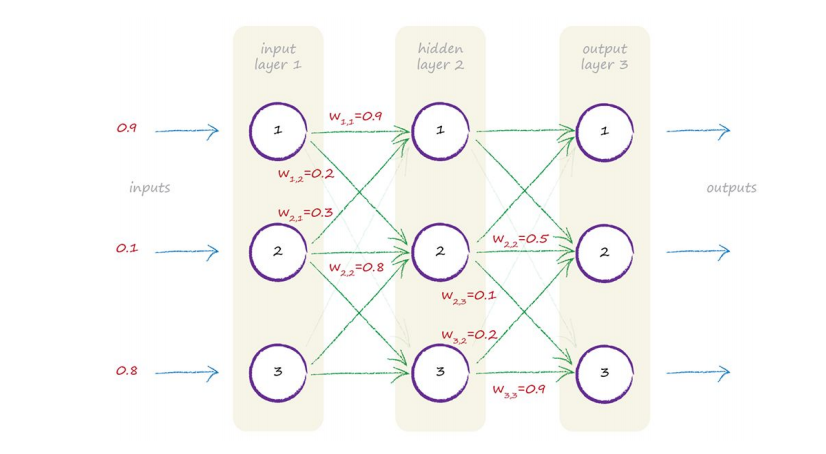 input
layer 1
hidden
layer 2
output
layer 3
0.9
1
w1,1=0.9
1
1
w1,2=0.2
inputs
outputs
w2,1=0.3
0.1
2
w2,2=0.8
2
w2,2=0.5
2
w2,3=0.1
w3,2=0.2
0.8
3
3
3
w3,3=0.9